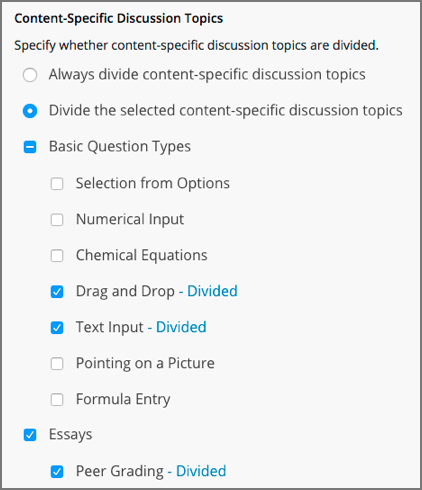 Content-Specific Discussion Topics
Specify whether content-specific discussion topics are divided.
Always divide content-specific discussion topics
Divide the selected content-specific discussion topics
Basic Question Types
Selection from Options
Numerical Input
Chemical Equations
Drag and Drop - Divided
Text Input - Divided
Pointing on a Picture
Formula Entry
Essays
Peer Grading - Divided